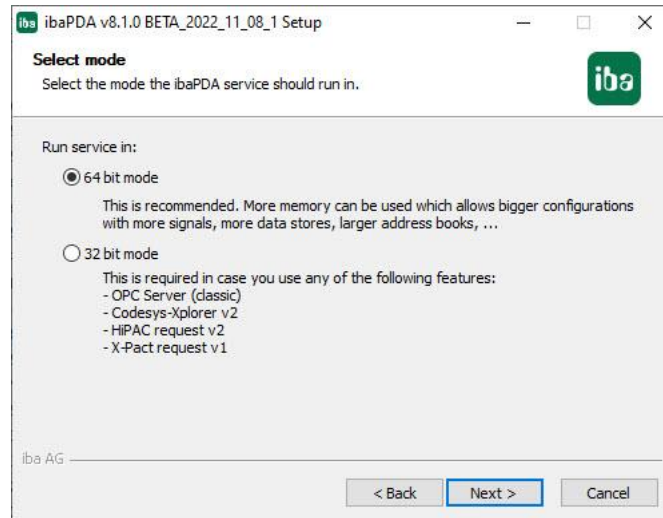 iba ibaPDA v8.1.0 BETA_2022_11_08_1 Setup
Select mode
Select the mode the ibaPDA service should run in.
iba
Run service in:
64 bit mode
This is recommended. More memory can be used which allows bigger configurations
with more signals, more data stores, larger address books, ...
32 bit mode
This is required in case you use any of the following features:
- OPC Server (classic)
- Codesys-Xplorer v2
- HiPAC request v2
- X-Pact request v1
iba AG
< Back Next > Cancel